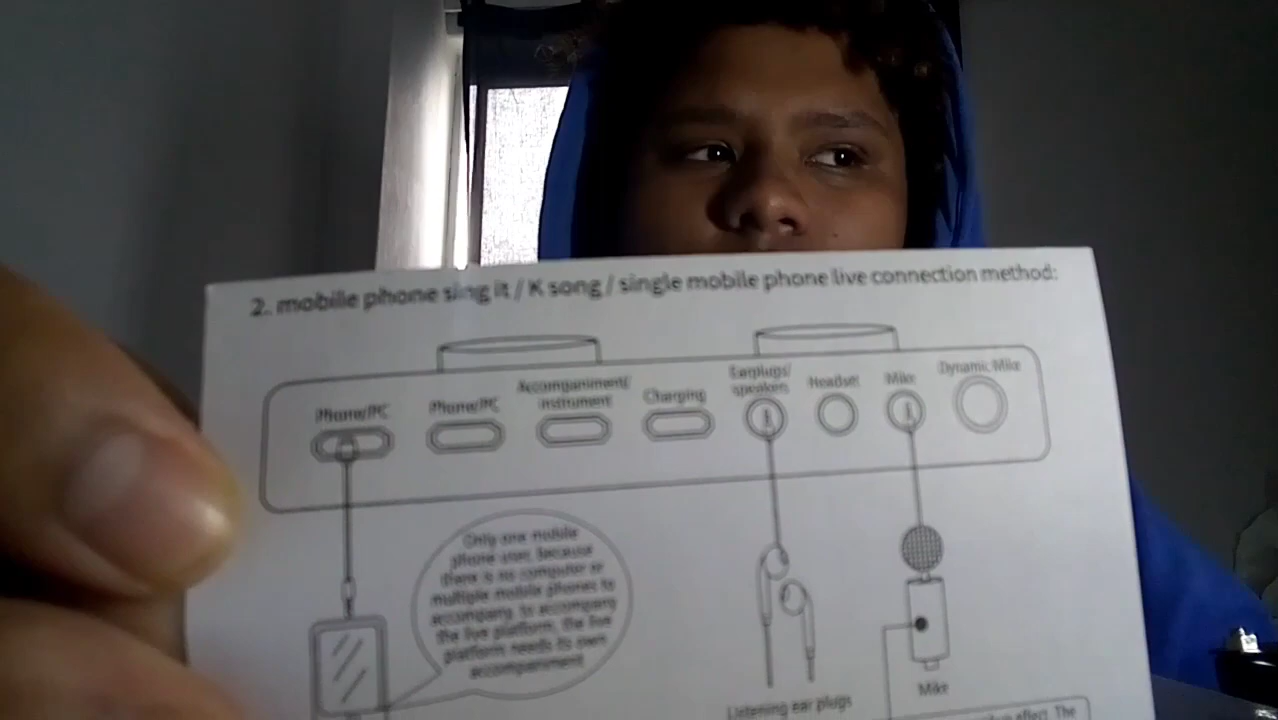 2. mobile phone sing it / K song / single mobile phone live connection method:
Phone/PC
Phone/PC
Accompaniment/
instrument
Charging
Earplugs/
speakers
Headset
Mike
Dynamic Mike
Only one mobile
phone user, because
there is no computer or
multiple mobile phones to
accompany, to accompany
the live platform, the live
platform needs its own
accompaniment
Listening ear plugs
Mike
effect. The